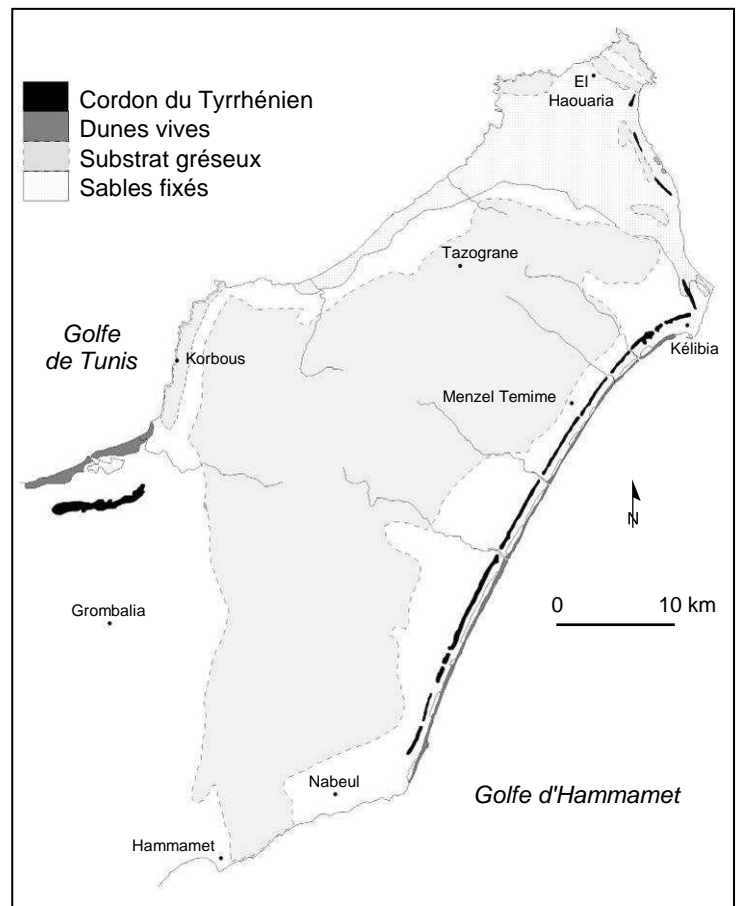 Cordon du Tyrrhénien
Dunes vives
Substrat gréseux
Sables fixés
El
Haouaria
Tazograne
Golfe
de Tunis
Korbous
Kélibia
Menzel Temime
N
Grombalia
0 10 km
Nabeul
Golfe d'Hammamet
Hammamet